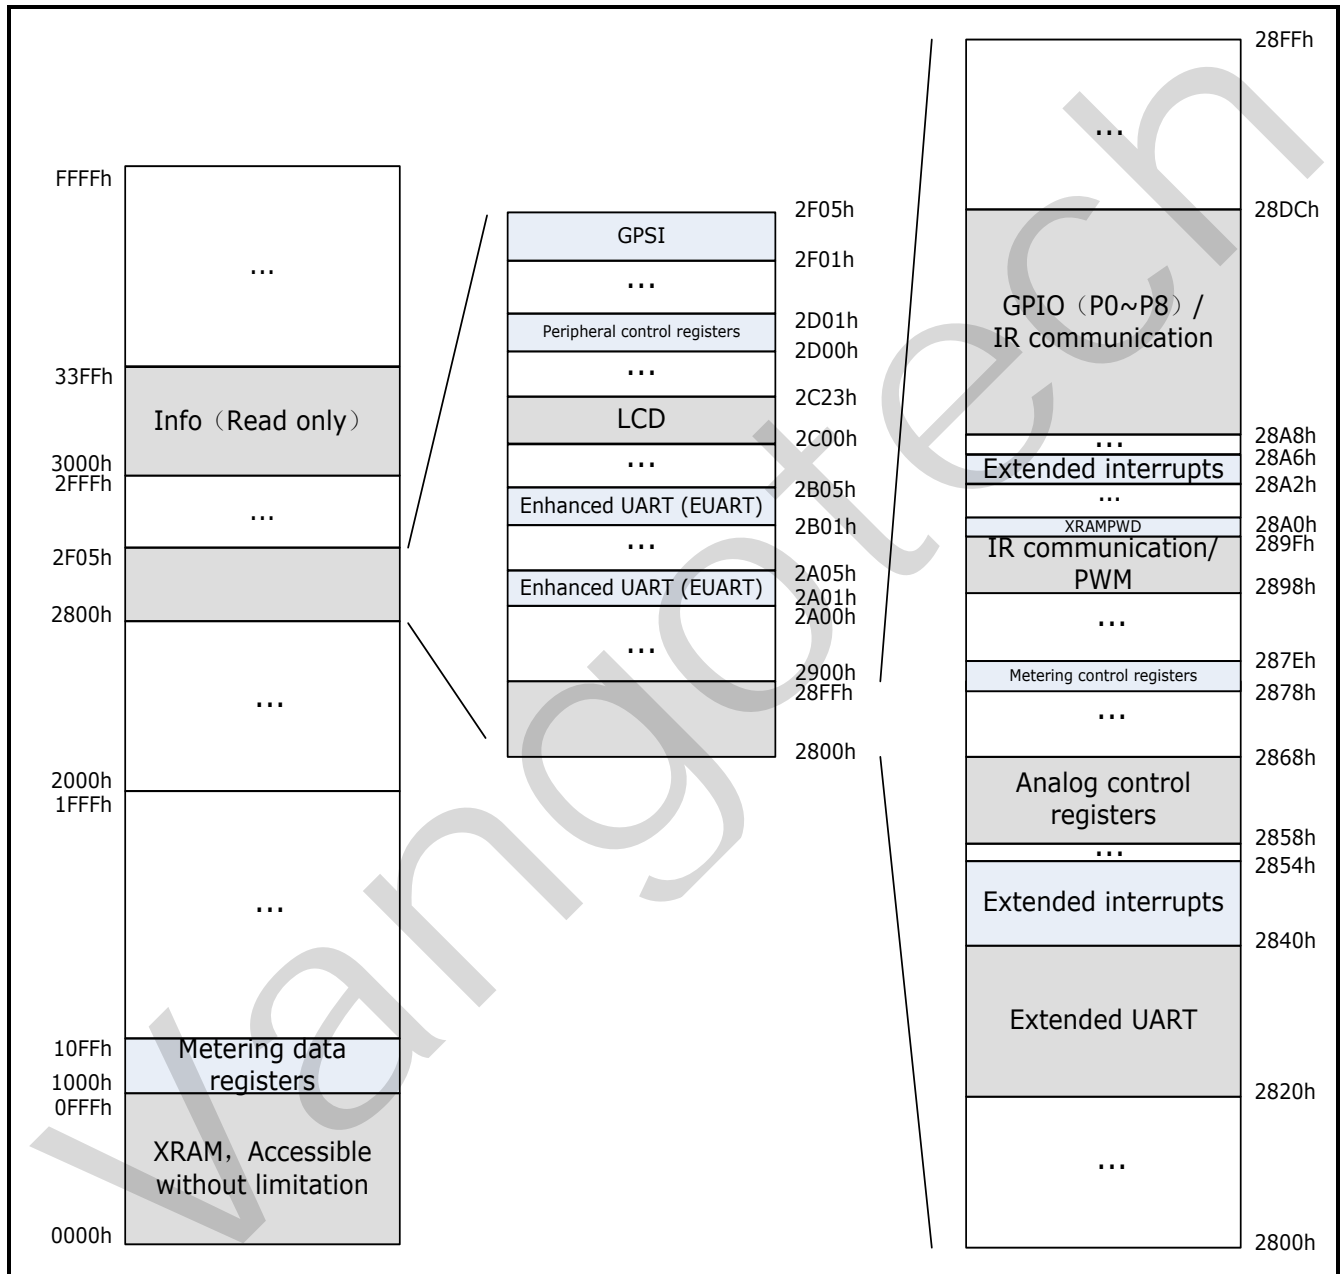 FFFFh
...
33FFh
Info（Read only）
3000h
2FFFh
...
2F05h
2800h
...
2000h
1FFFh
...
10FFh
Metering data
registers
1000h
0FFFh
XRAM，Accessible
without limitation
0000h
2F05h
GPSI
2F01h
...
2D01h
Peripheral control registers
2D00h
...
2C23h
LCD
2C00h
...
2B05h
Enhanced UART (EUART)
2B01h
...
2A05h
Enhanced UART (EUART)
2A01h
2A00h
...
2900h
28FFh
2800h
28FFh
...
28DCh
GPIO（P0~P8）/
IR communication
28A8h
...
28A6h
Extended interrupts
28A2h
...
28A0h
XRAMPWD
289Fh
IR communication/
PWM
2898h
...
287Eh
Metering control registers
2878h
...
2868h
Analog control
registers
2858h
...
2854h
Extended interrupts
2840h
Extended UART
2820h
...
2800h
Vangotech